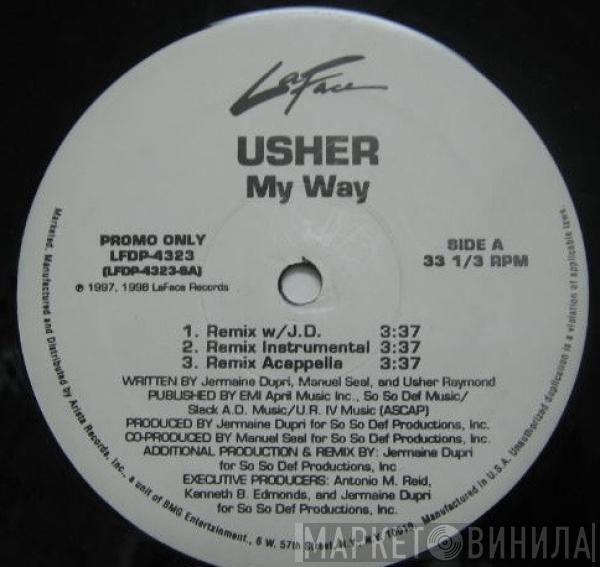 LaFace
USHER
My Way
PROMO ONLY
LFDP-4323
(LFDP-4323-SA)
℗ 1997, 1998 LaFace Records
SIDE A
33 1/3 RPM
1. Remix w/J.D. 3:37
2. Remix Instrumental 3:37
3. Remix Acappella 3:37
WRITTEN BY Jermaine Dupri, Manuel Seal, and Usher Raymond
PUBLISHED BY EMI April Music Inc., So So Def Music/
Slack A.D. Music/U.R. IV Music (ASCAP)
PRODUCED BY Jermaine Dupri for So So Def Productions, Inc.
CO-PRODUCED BY Manuel Seal for So So Def Productions, Inc.
ADDITIONAL PRODUCTION & REMIX BY: Jermaine Dupri
for So So Def Productions, Inc
EXECUTIVE PRODUCERS: Antonio M. Reid,
Kenneth B. Edmonds, and Jermaine Dupri
for So So Def Productions, Inc.
Marketed, Manufactured and Distributed by Arista Records, Inc., a unit of BMG Entertainment, 6 W. 57th Street, N.Y., N.Y. 10019. Manufactured in U.S.A. Unauthorized duplication is a violation of applicable laws.
МАРКЕТ ВИНИЛА